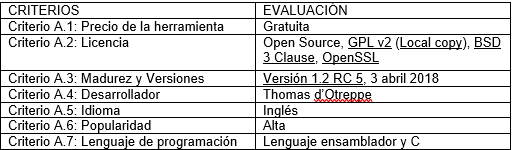 CRITERIOS EVALUACIÓN
Criterio A.1: Precio de la herramienta Gratuita
Criterio A.2: Licencia Open Source, GPL v2 (Local copy), BSD
3 Clause, OpenSSL
Criterio A.3: Madurez y Versiones Versión 1.2 RC 5, 3 abril 2018
Criterio A.4: Desarrollador Thomas d'Otreppe
Criterio A.5: Idioma Inglés
Criterio A.6: Popularidad Alta
Criterio A.7: Lenguaje de programación Lenguaje ensamblador y C